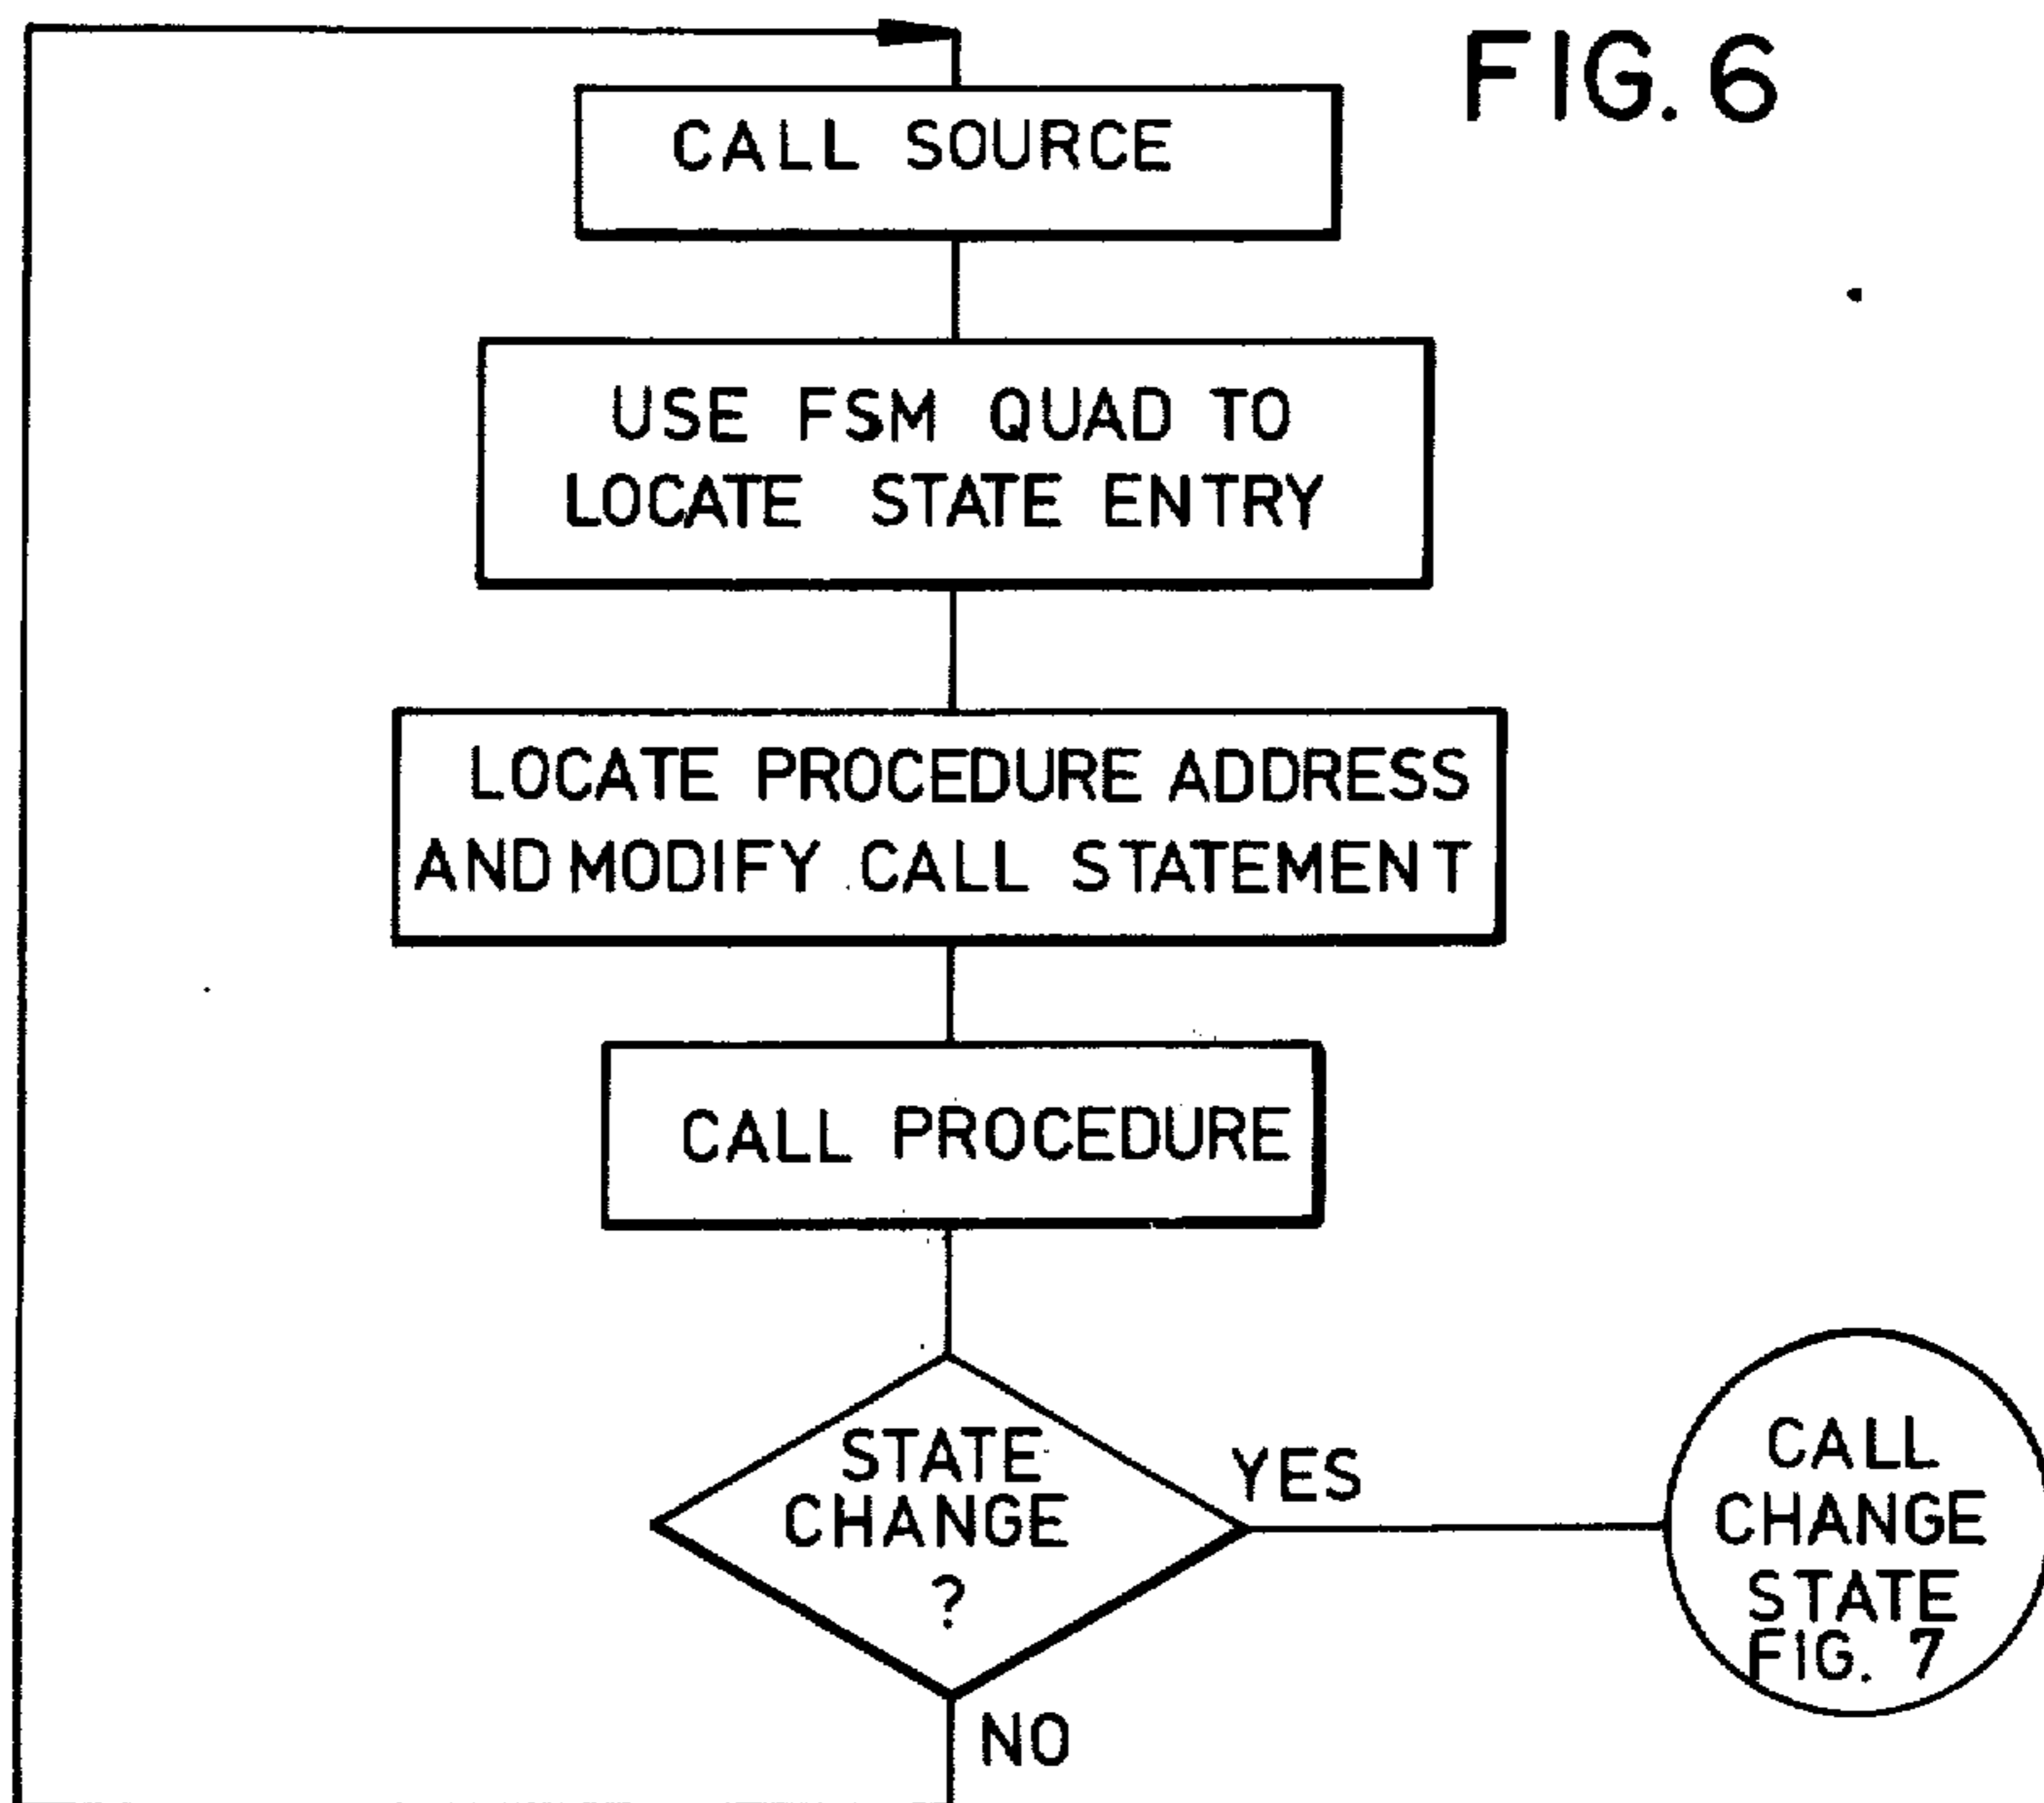 FIG. 6
CALL SOURCE
USE FSM QUAD TO
LOCATE STATE ENTRY
LOCATE PROCEDURE ADDRESS
AND MODIFY CALL STATEMENT
CALL PROCEDURE
STATE
CHANGE
?
YES
CALL
CHANGE
STATE
FIG. 7
NO